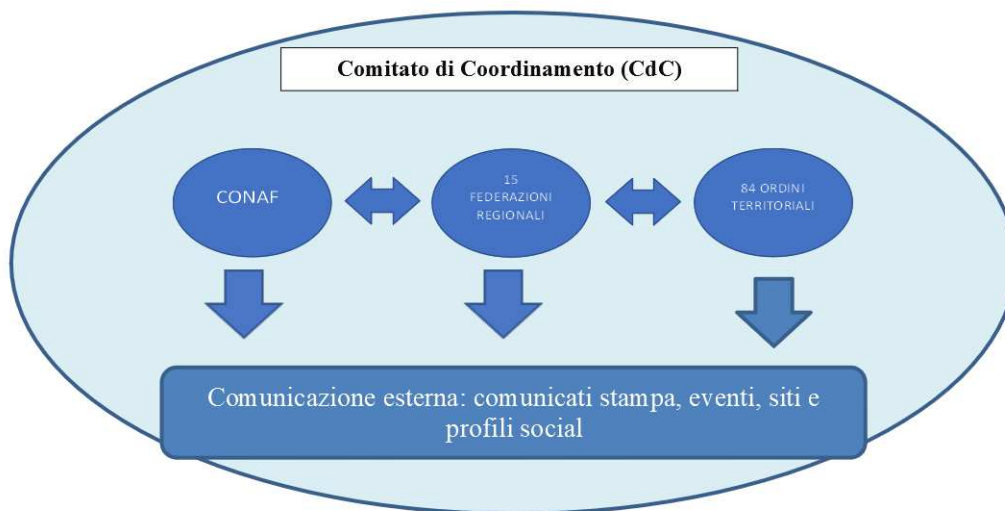 Comitato di Coordinamento (CdC)
CONAF
15
FEDERAZIONI
REGIONALI
84 ORDINI
TERRITORIALI
Comunicazione esterna: comunicati stampa, eventi, siti e
profili social